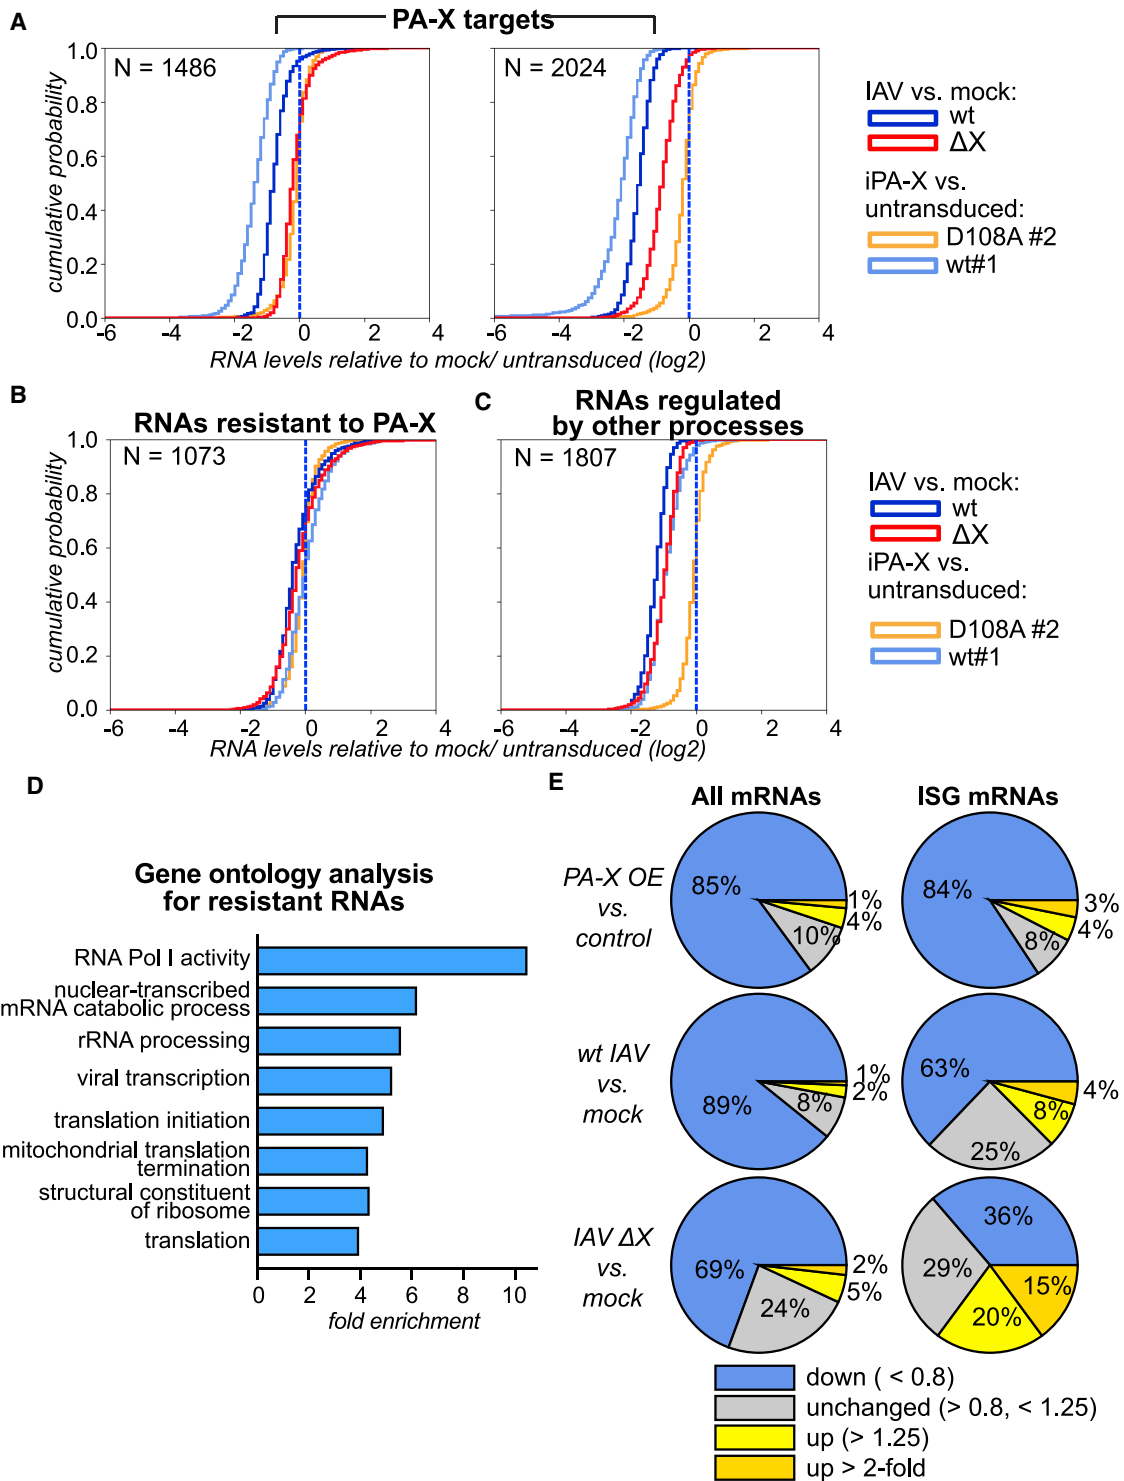 A
PA-X targets
N = 1486
N = 2024
cumulative probability
1.0
0.8
0.6
0.4
0.2
0.0
-6 -4 -2 0 2 4
-6 -4 -2 0 2 4
RNA levels relative to mock/ untransduced (log2)
IAV vs. mock:
wt
ΔX
iPA-X vs.
untransduced:
D108A #2
wt#1
B
RNAs resistant to PA-X
N = 1073
C
RNAs regulated
by other processes
N = 1807
cumulative probability
1.0
0.8
0.6
0.4
0.2
0.0
-6 -4 -2 0 2 4
-6 -4 -2 0 2 4
RNA levels relative to mock/ untransduced (log2)
IAV vs. mock:
wt
ΔX
iPA-X vs.
untransduced:
D108A #2
wt#1
D
Gene ontology analysis
for resistant RNAs
RNA Pol I activity
nuclear-transcribed
mRNA catabolic process
rRNA processing
viral transcription
translation initiation
mitochondrial translation
termination
structural constituent
of ribosome
translation
0 2 4 6 8 10
fold enrichment
E
All mRNAs
ISG mRNAs
PA-X OE
vs.
control
85%
1%
4%
10%
84%
3%
4%
8%
wt IAV
vs.
mock
89%
1%
2%
8%
63%
4%
8%
25%
IAV ΔX
vs.
mock
69%
2%
5%
24%
36%
29%
15%
20%
down ( < 0.8)
unchanged (> 0.8, < 1.25)
up (> 1.25)
up > 2-fold